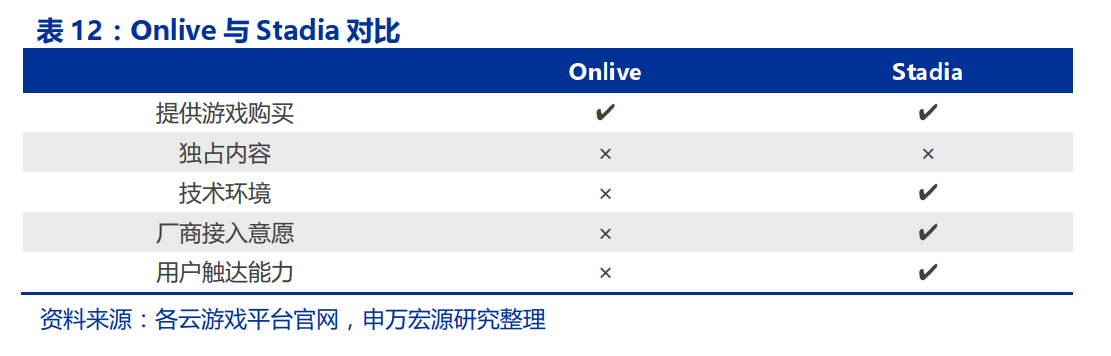 表 12：Onlive 与 Stadia 对比
Onlive Stadia
提供游戏购买 ✔ ✔
独占内容 × ×
技术环境 × ✔
厂商接入意愿 × ✔
用户触达能力 × ✔
资料来源：各云游戏平台官网，申万宏源研究整理